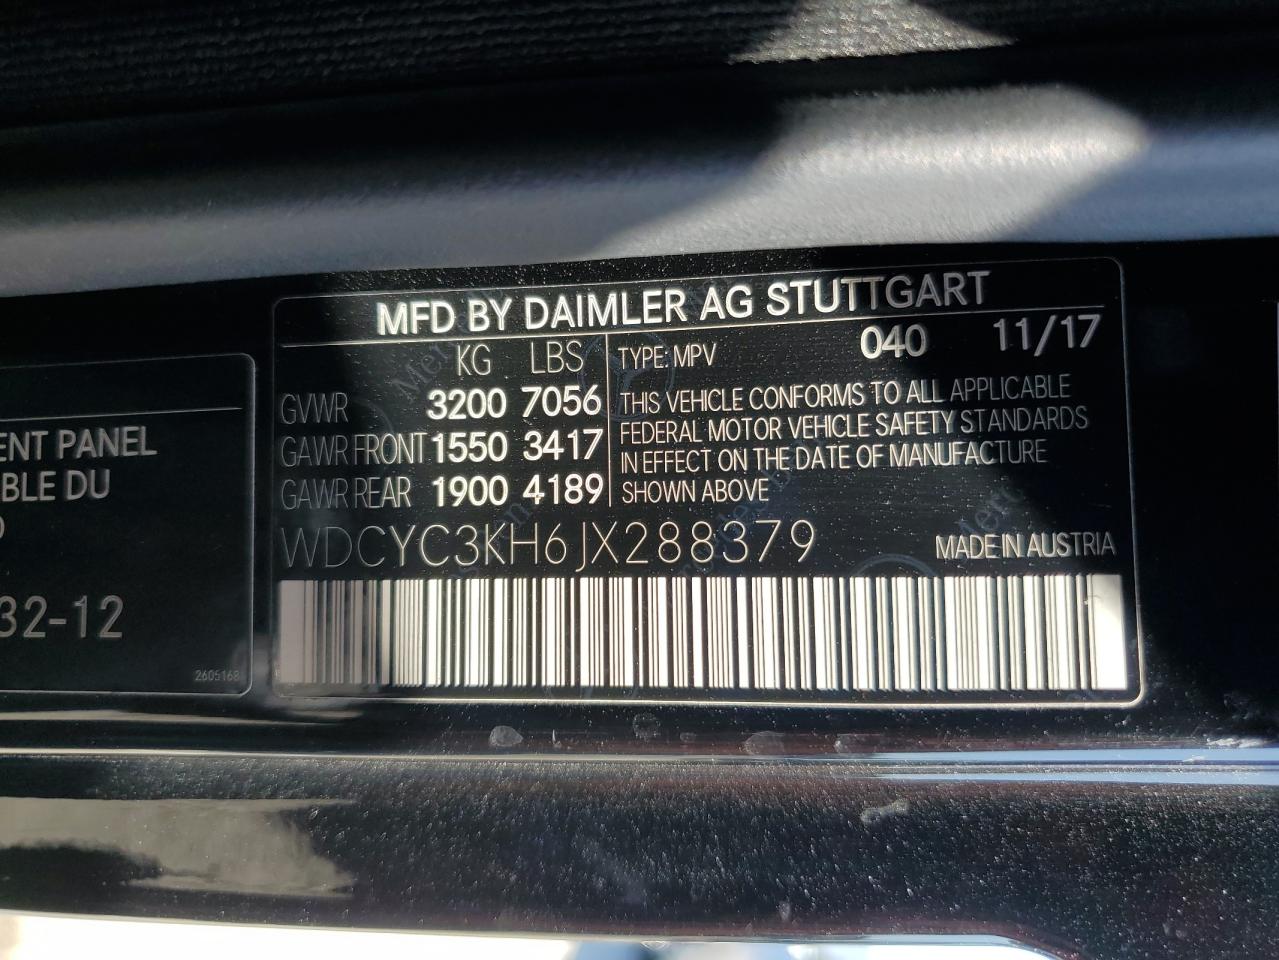 MFD BY DAIMLER AG STUTTGART
KG LBS
GVWR 3200 7056
GAWR FRONT 1550 3417
GAWR REAR 1900 4189
TYPE: MPV 040 11/17
THIS VEHICLE CONFORMS TO ALL APPLICABLE
FEDERAL MOTOR VEHICLE SAFETY STANDARDS
IN EFFECT ON THE DATE OF MANUFACTURE
SHOWN ABOVE
WDCYC3KH6JX288379 MADE IN AUSTRIA
ENT PANEL
BLE DU
32-12
2605168